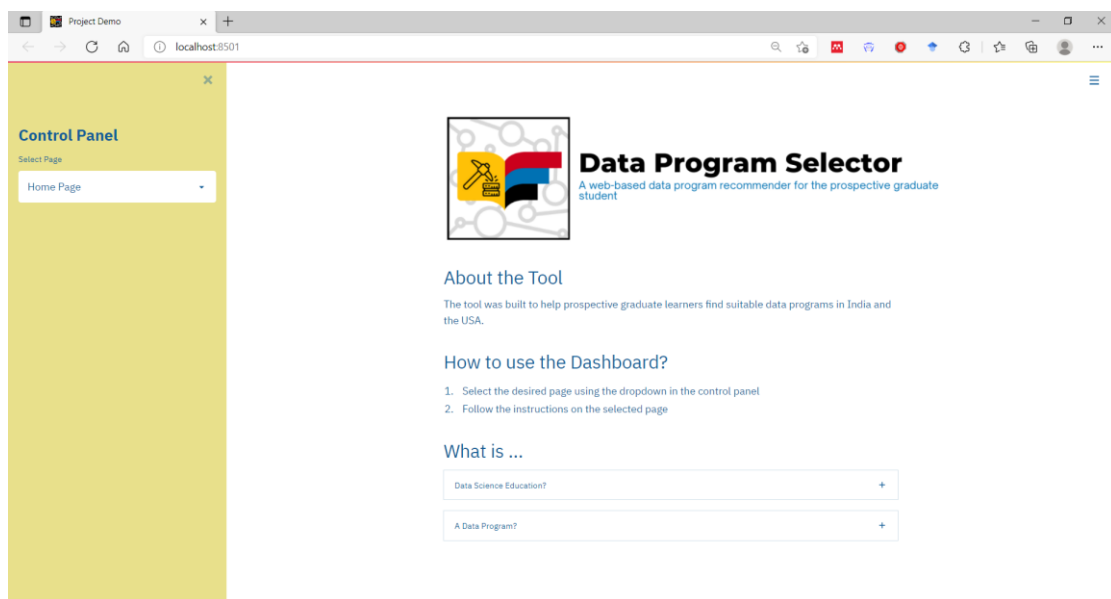 Project Demo
localhost:8501
Control Panel
Select Page
Home Page
Data Program Selector
A web-based data program recommender for the prospective graduate
student
About the Tool
The tool was built to help prospective graduate learners find suitable data programs in India and
the USA.
How to use the Dashboard?
1. Select the desired page using the dropdown in the control panel
2. Follow the instructions on the selected page
What is ...
Data Science Education?
A Data Program?